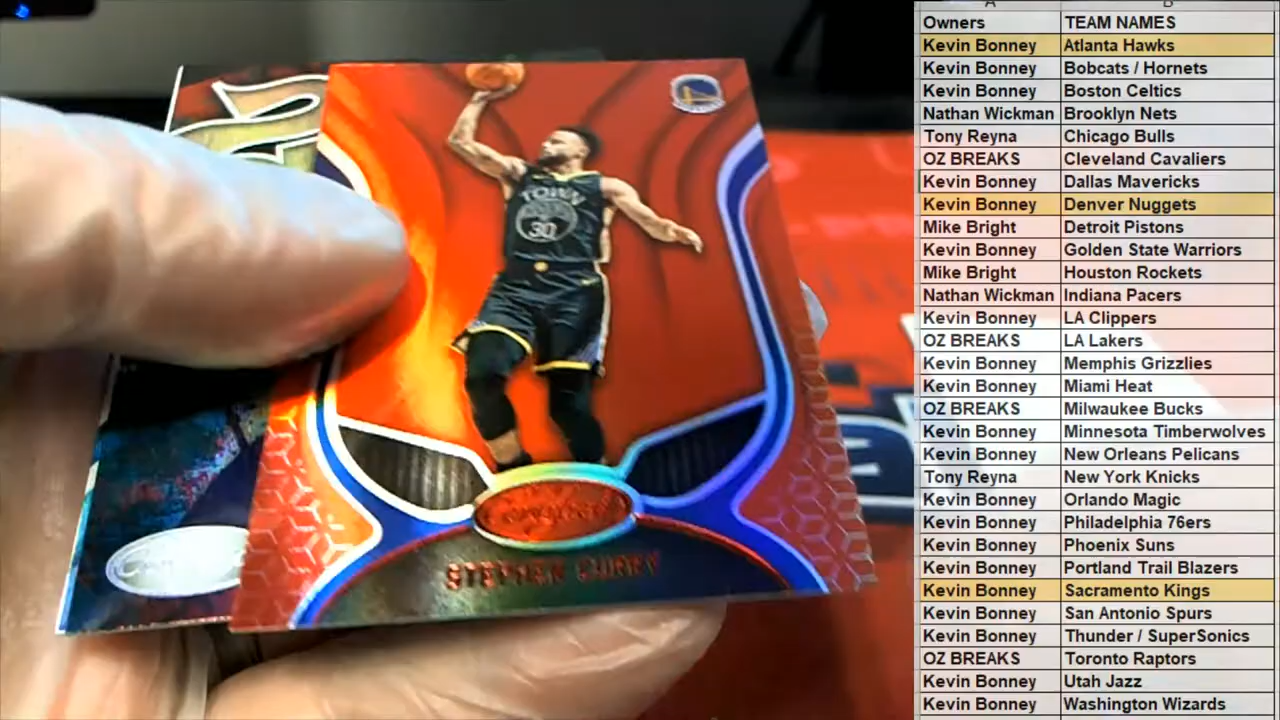 TOWN
30
STEPHEN CURRY
A B
Owners TEAM NAMES
Kevin Bonney Atlanta Hawks
Kevin Bonney Bobcats / Hornets
Kevin Bonney Boston Celtics
Nathan Wickman Brooklyn Nets
Tony Reyna Chicago Bulls
OZ BREAKS Cleveland Cavaliers
Kevin Bonney Dallas Mavericks
Kevin Bonney Denver Nuggets
Mike Bright Detroit Pistons
Kevin Bonney Golden State Warriors
Mike Bright Houston Rockets
Nathan Wickman Indiana Pacers
Kevin Bonney LA Clippers
OZ BREAKS LA Lakers
Kevin Bonney Memphis Grizzlies
Kevin Bonney Miami Heat
OZ BREAKS Milwaukee Bucks
Kevin Bonney Minnesota Timberwolves
Kevin Bonney New Orleans Pelicans
Tony Reyna New York Knicks
Kevin Bonney Orlando Magic
Kevin Bonney Philadelphia 76ers
Kevin Bonney Phoenix Suns
Kevin Bonney Portland Trail Blazers
Kevin Bonney Sacramento Kings
Kevin Bonney San Antonio Spurs
Kevin Bonney Thunder / SuperSonics
OZ BREAKS Toronto Raptors
Kevin Bonney Utah Jazz
Kevin Bonney Washington Wizards